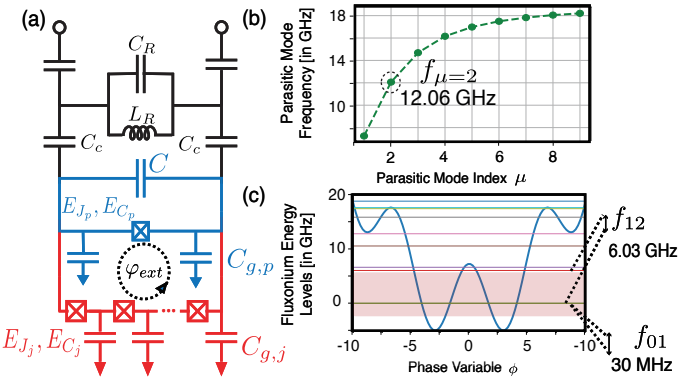 (a)
C_R
L_R
C_c
C_c
C
E_{J_p}, E_{C_p}
C_{g,p}
φ_{ext}
E_{J_j}, E_{C_j}
C_{g,j}
(b)
Parasitic Mode
Frequency [in GHz]
18
14
10
f_{μ=2}
12.06 GHz
2 4 6 8
Parasitic Mode Index μ
(c)
Fluxonium Energy
Levels [in GHz]
20
10
0
-10 -5 0 5 10
Phase Variable ϕ
f_{12}
6.03 GHz
f_{01}
30 MHz